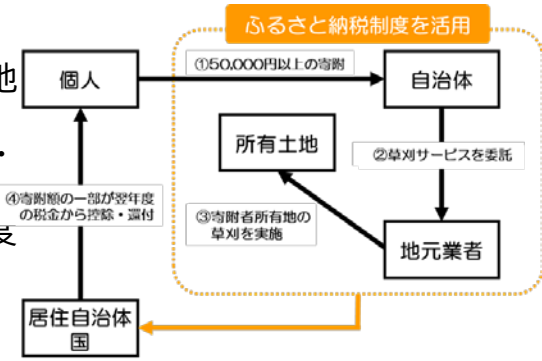 ふるさと納税制度を活用
地
個人
①50,000円以上の寄附
自治体
・
所有土地
②草刈サービスを委託
④寄附額の一部が翌年度
の税金から控除・還付
③寄附者所有地の
草刈を実施
地元業者
居住自治体
国